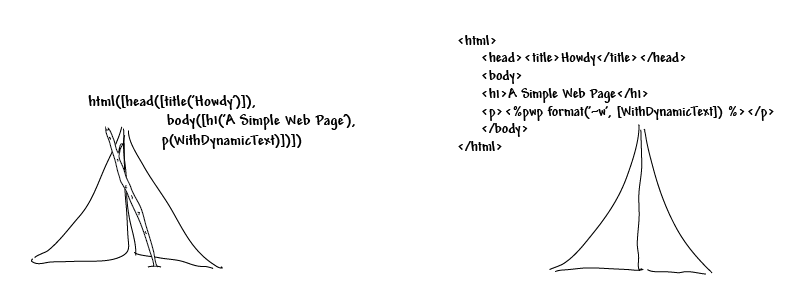 html([head([title('Howdy')]),
body([h1('A Simple Web Page'),
p(WithDynamicText)])])
<html>
<head><title>Howdy</title></head>
<body>
<h1>A Simple Web Page</h1>
<p><%pwp format('~w', [WithDynamicText]) %></p>
</body>
</html>